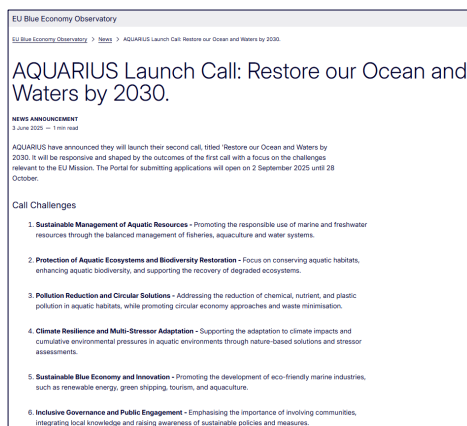 EU Blue Economy Observatory
EU Blue Economy Observatory > News > AQUARIUS Launch Call: Restore our Ocean and Waters by 2030.
AQUARIUS Launch Call: Restore our Ocean and
Waters by 2030.
NEWS ANNOUNCEMENT
3 June 2025 — 1 min read
AQUARIUS have announced they will launch their second call, titled 'Restore our Ocean and Waters by
2030. It will be responsive and shaped by the outcomes of the first call with a focus on the challenges
relevant to the EU Mission. The Portal for submitting applications will open on 2 September 2025 until 28
October.
Call Challenges
1. Sustainable Management of Aquatic Resources - Promoting the responsible use of marine and freshwater
resources through the balanced management of fisheries, aquaculture and water systems.
2. Protection of Aquatic Ecosystems and Biodiversity Restoration - Focus on conserving aquatic habitats,
enhancing aquatic biodiversity, and supporting the recovery of degraded ecosystems.
3. Pollution Reduction and Circular Solutions - Addressing the reduction of chemical, nutrient, and plastic
pollution in aquatic habitats, while promoting circular economy approaches and waste minimisation.
4. Climate Resilience and Multi-Stressor Adaptation - Supporting the adaptation to climate impacts and
cumulative environmental pressures in aquatic environments through nature-based solutions and stressor
assessments.
5. Sustainable Blue Economy and Innovation - Promoting the development of eco-friendly marine industries,
such as renewable energy, green shipping, tourism, and aquaculture.
6. Inclusive Governance and Public Engagement - Emphasising the importance of involving communities,
integrating local knowledge and raising awareness of sustainable policies and measures.